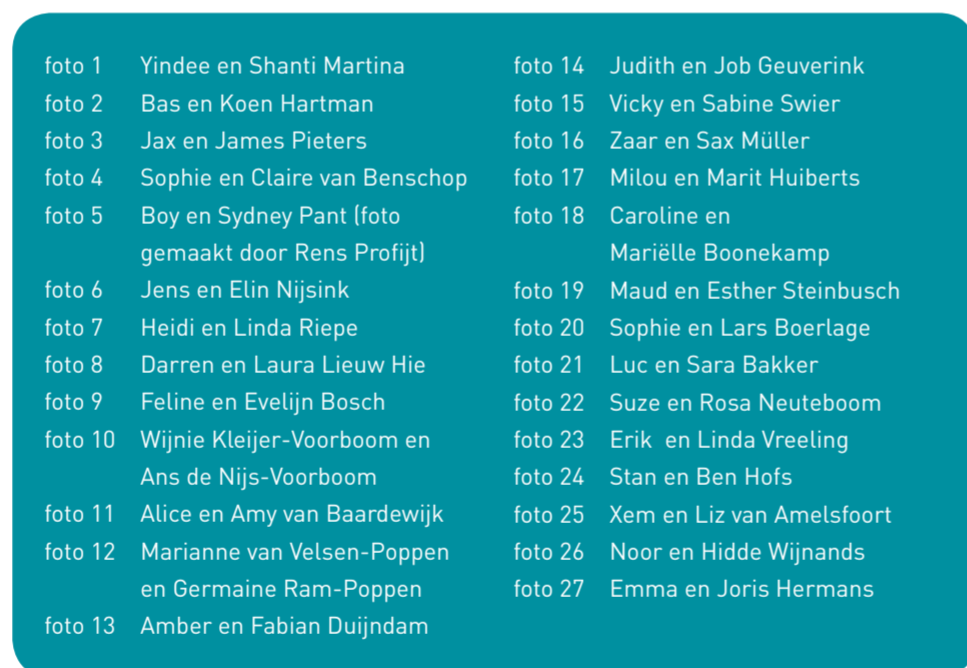 foto 1 Yindee en Shanti Martina
foto 2 Bas en Koen Hartman
foto 3 Jax en James Pieters
foto 4 Sophie en Claire van Benschop
foto 5 Boy en Sydney Pant (foto
gemaakt door Rens Profijt)
foto 6 Jens en Elin Nijsink
foto 7 Heidi en Linda Riepe
foto 8 Darren en Laura Lieuw Hie
foto 9 Feline en Evelijn Bosch
foto 10 Wijnie Kleijer-Voorboom en
Ans de Nijs-Voorboom
foto 11 Alice en Amy van Baardewijk
foto 12 Marianne van Velsen-Poppen
en Germaine Ram-Poppen
foto 13 Amber en Fabian Duijndam
foto 14 Judith en Job Geuverink
foto 15 Vicky en Sabine Swier
foto 16 Zaar en Sax Müller
foto 17 Milou en Marit Huiberts
foto 18 Caroline en
Mariëlle Boonekamp
foto 19 Maud en Esther Steinbusch
foto 20 Sophie en Lars Boerlage
foto 21 Luc en Sara Bakker
foto 22 Suze en Rosa Neuteboom
foto 23 Erik en Linda Vreeling
foto 24 Stan en Ben Hofs
foto 25 Xem en Liz van Amelsfoort
foto 26 Noor en Hidde Wijnands
foto 27 Emma en Joris Hermans